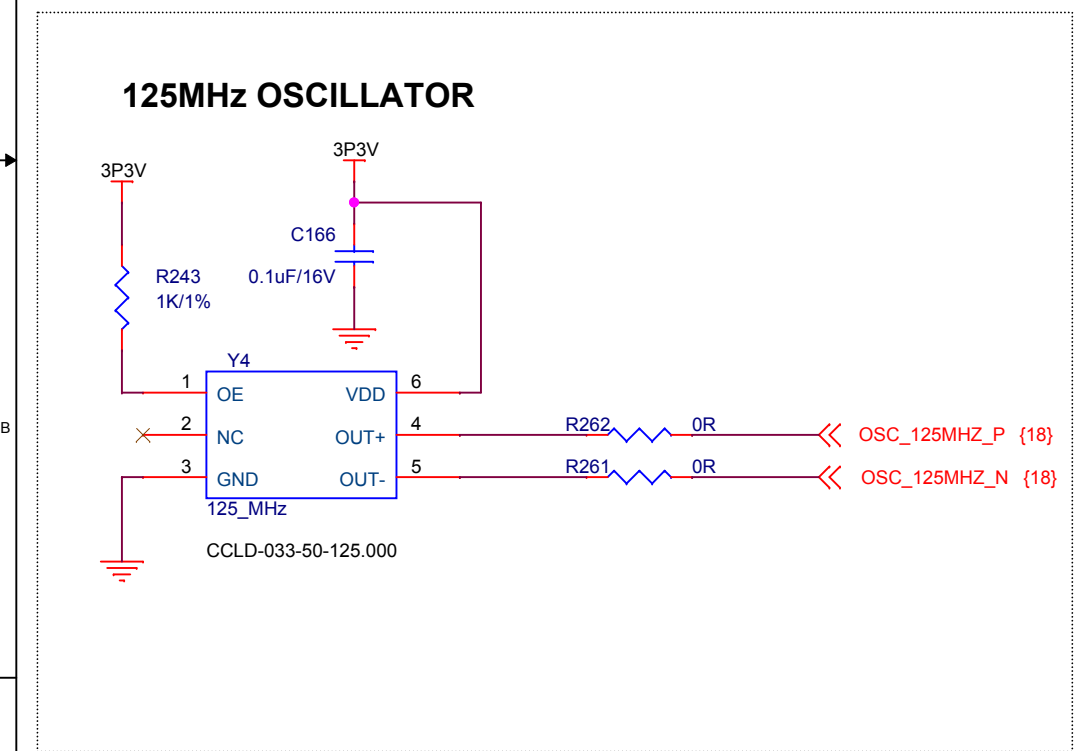 125MHz OSCILLATOR
3P3V
3P3V
C166
0.1uF/16V
R243
1K/1%
Y4
1 OE VDD 6
2 NC OUT+ 4 R262 0R OSC_125MHZ_P {18}
3 GND OUT- 5 R261 0R OSC_125MHZ_N {18}
125_MHz
CCLD-033-50-125.000
B